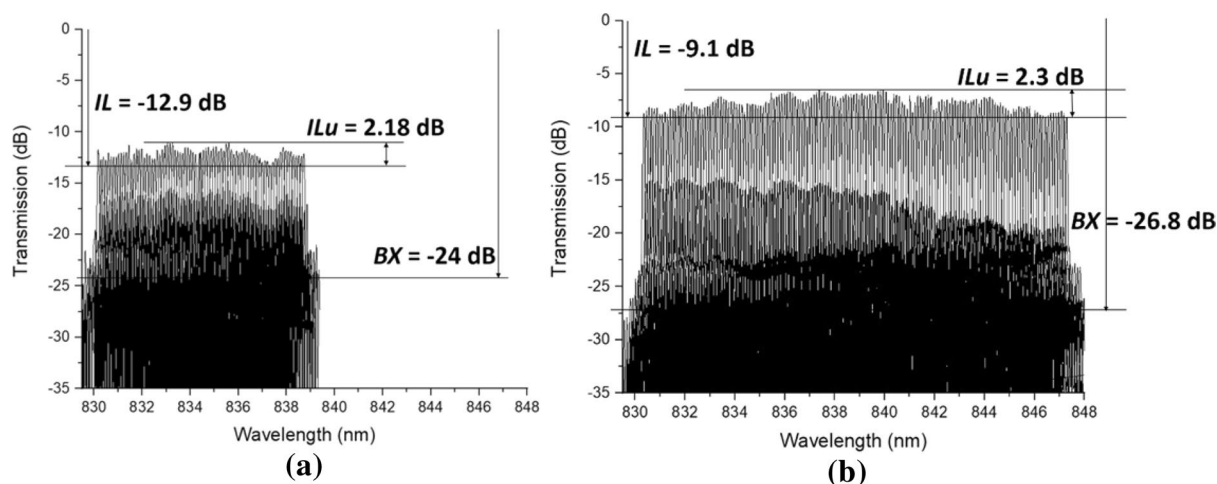 0
-5
-10
-15
-20
-25
-30
-35
Transmission (dB)
IL = -12.9 dB
ILu = 2.18 dB
BX = -24 dB
830 832 834 836 838 840 842 844 846 848
Wavelength (nm)
(a)
0
-5
-10
-15
-20
-25
-30
-35
Transmission (dB)
IL = -9.1 dB
ILu = 2.3 dB
BX = -26.8 dB
830 832 834 836 838 840 842 844 846 848
Wavelength (nm)
(b)